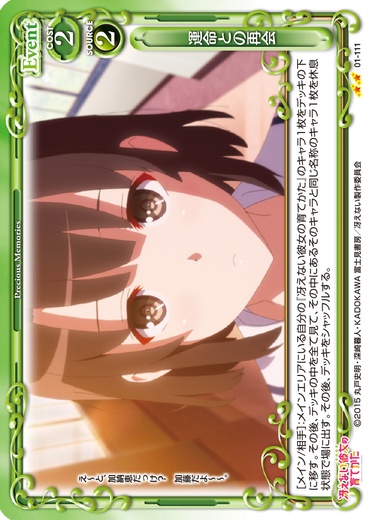 Event
COST 2
SOURCE 2
運命との再会
01-111
Precious Memories
え〜と、加納恵だっけ？　加藤だよ〜〜。
[メイン/相手]:メインエリアにいる自分の「冴えない彼女の育てかた」のキャラ1枚をデッキの下
に移す。その後、デッキの中を全て見て、その中にあるそのキャラと同じ名称のキャラ1枚を休息
状態で場に出す。その後、デッキをシャッフルする。
冴えない彼女の
育てかた
©2015 丸戸史明・深崎暮人・KADOKAWA 富士見書房／冴えない製作委員会